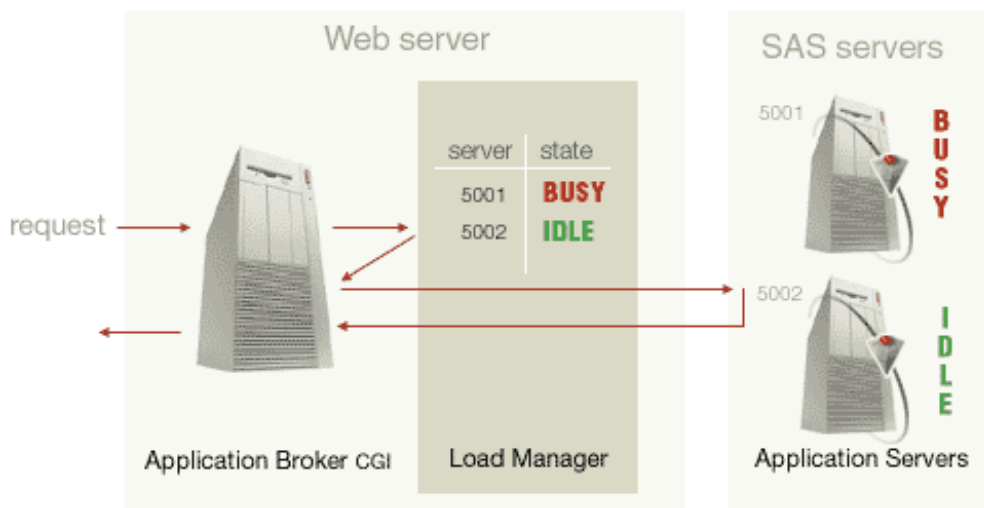 Web server
SAS servers
request
server state
5001 BUSY
5002 IDLE
5001
BUSY
5002
IDLE
Application Broker CGI
Load Manager
Application Servers